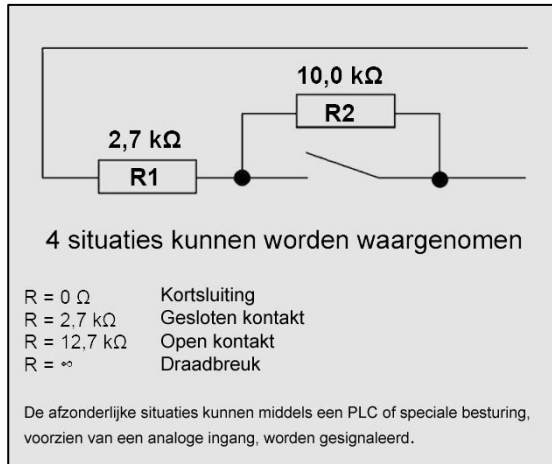 10,0 kΩ
R2
2,7 kΩ
R1
4 situaties kunnen worden waargenomen
R = 0 Ω Kortsluiting
R = 2,7 kΩ Gesloten kontakt
R = 12,7 kΩ Open kontakt
R = ∞ Draadbreuk
De afzonderlijke situaties kunnen middels een PLC of speciale besturing,
voorzien van een analoge ingang, worden gesignaleerd.